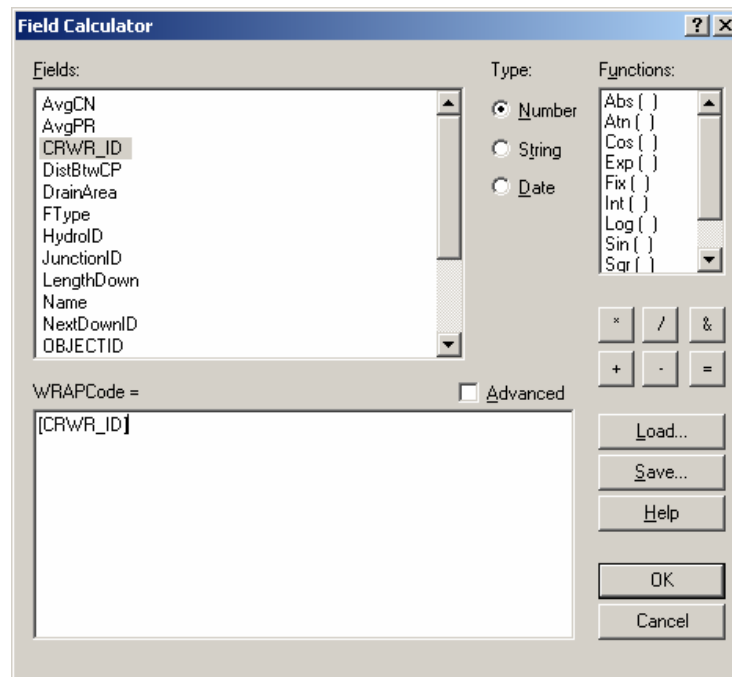 Field Calculator
?
Fields:
AvgCN
AvgPR
CRWR_ID
DistBtwCP
DrainArea
FType
HydroID
JunctionID
LengthDown
Name
NextDownID
OBJECTID
Type:
Number
String
Date
Functions:
Abs ( )
Atn ( )
Cos ( )
Exp ( )
Fix ( )
Int ( )
Log ( )
Sin ( )
Sqr ( )
* / &
+ - =
WRAPCode =
Advanced
[CRWR_ID]
Load...
Save...
Help
OK
Cancel